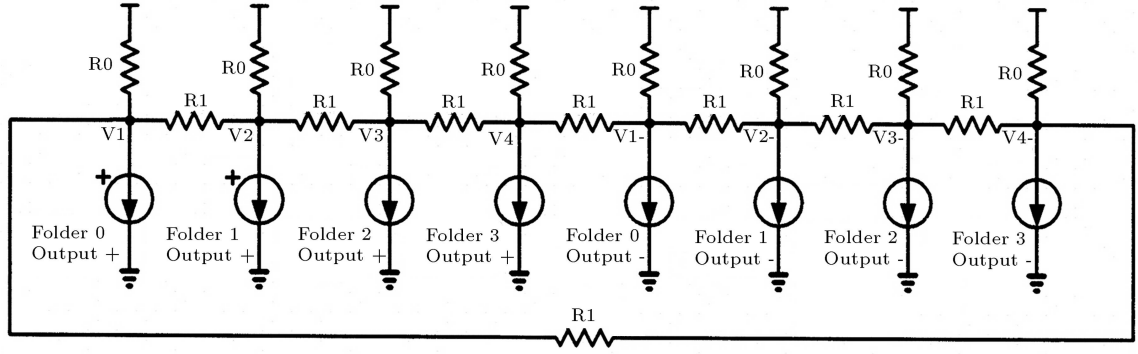 R0 R0 R0 R0 R0 R0 R0 R0
R1 R1 R1 R1 R1 R1 R1
V1 V2 V3 V4 V1- V2- V3- V4-
+ +
Folder 0 Folder 1 Folder 2 Folder 3 Folder 0 Folder 1 Folder 2 Folder 3
Output + Output + Output + Output + Output - Output - Output - Output -
R1